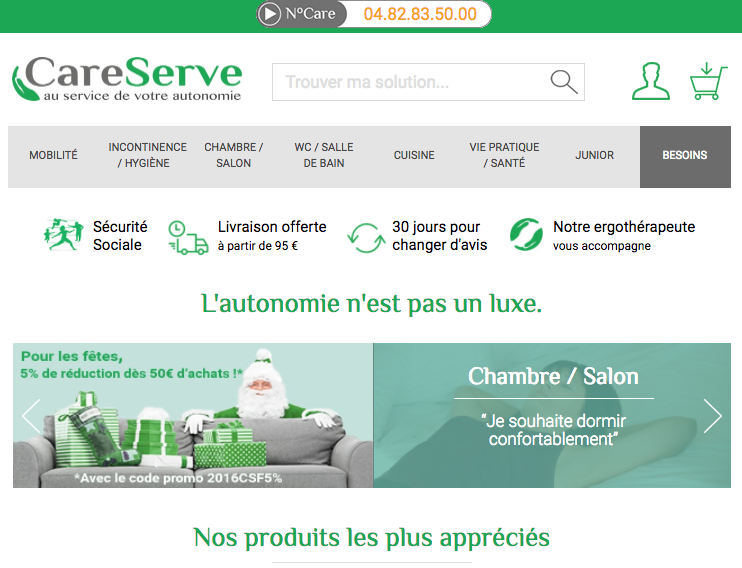 N°Care 04.82.83.50.00
CareServe
au service de votre autonomie
Trouver ma solution...
MOBILITÉ
INCONTINENCE
/ HYGIÈNE
CHAMBRE /
SALON
WC / SALLE
DE BAIN
CUISINE
VIE PRATIQUE
/ SANTÉ
JUNIOR
BESOINS
Sécurité
Sociale
Livraison offerte
à partir de 95 €
30 jours pour
changer d'avis
Notre ergothérapeute
vous accompagne
L'autonomie n'est pas un luxe.
Pour les fêtes,
5% de réduction dès 50€ d'achats !*
*Avec le code promo 2016CSF5%
Chambre / Salon
“Je souhaite dormir
confortablement”
Nos produits les plus appréciés